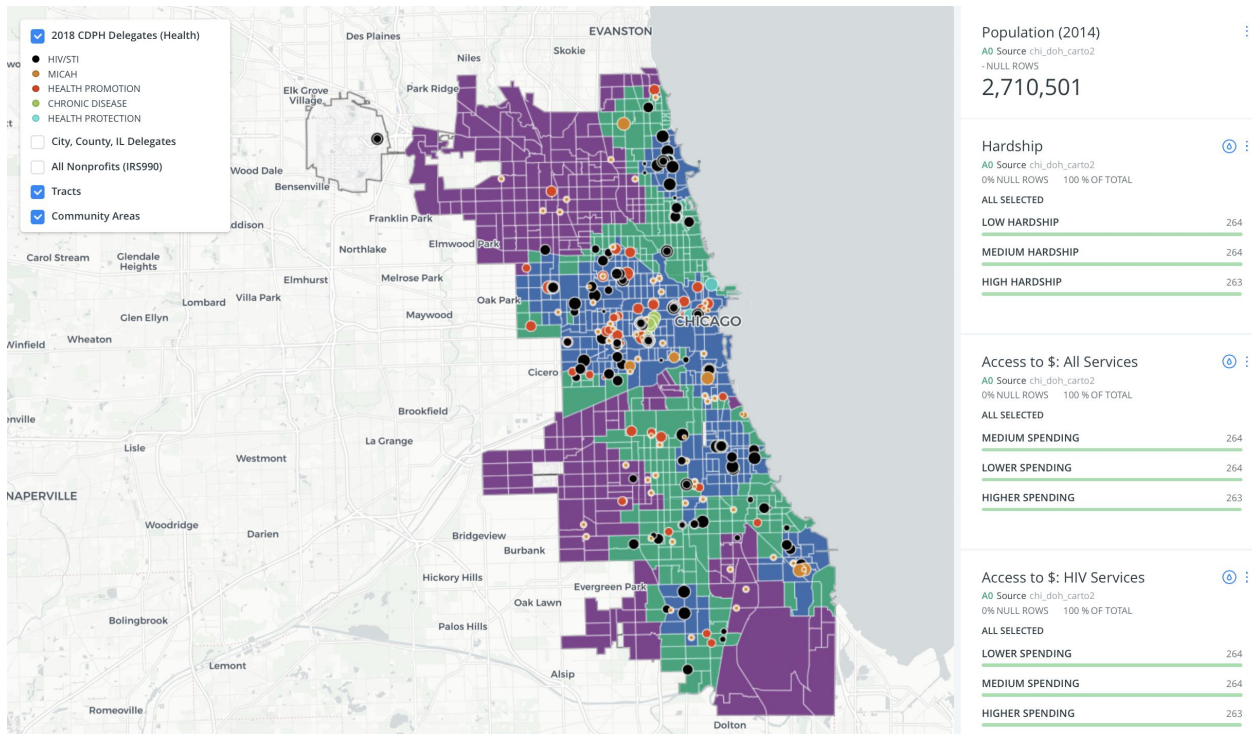 2018 CDPH Delegates (Health)
HIV/STI
MICAH
HEALTH PROMOTION
CHRONIC DISEASE
HEALTH PROTECTION
City, County, IL Delegates
All Nonprofits (IRS990)
Tracts
Community Areas
EVANSTON
Des Plaines
Skokie
Niles
Elk Grove
Village
Park Ridge
Wood Dale
Bensenville
Franklin Park
ddison
Elmwood Park
Northlake
Carol Stream
Glendale
Heights
Elmhurst
Melrose Park
Oak Park
Villa Park
Lombard
Glen Ellyn
Maywood
CHICAGO
Wheaton
Winfield
Cicero
Brookfield
enville
La Grange
Lisle
Westmont
NAPERVILLE
Woodridge
Darien
Bridgeview
Burbank
Hickory Hills
Evergreen Park
Oak Lawn
Bolingbrook
Palos Hills
Lemont
Alsip
Romeoville
Dolton
Population (2014)
A0 Source chi_doh_carto2
- NULL ROWS
2,710,501
Hardship
A0 Source chi_doh_carto2
0% NULL ROWS 100 % OF TOTAL
ALL SELECTED
LOW HARDSHIP 264
MEDIUM HARDSHIP 264
HIGH HARDSHIP 263
Access to $: All Services
A0 Source chi_doh_carto2
0% NULL ROWS 100 % OF TOTAL
ALL SELECTED
MEDIUM SPENDING 264
LOWER SPENDING 264
HIGHER SPENDING 263
Access to $: HIV Services
A0 Source chi_doh_carto2
0% NULL ROWS 100 % OF TOTAL
ALL SELECTED
LOWER SPENDING 264
MEDIUM SPENDING 264
HIGHER SPENDING 263